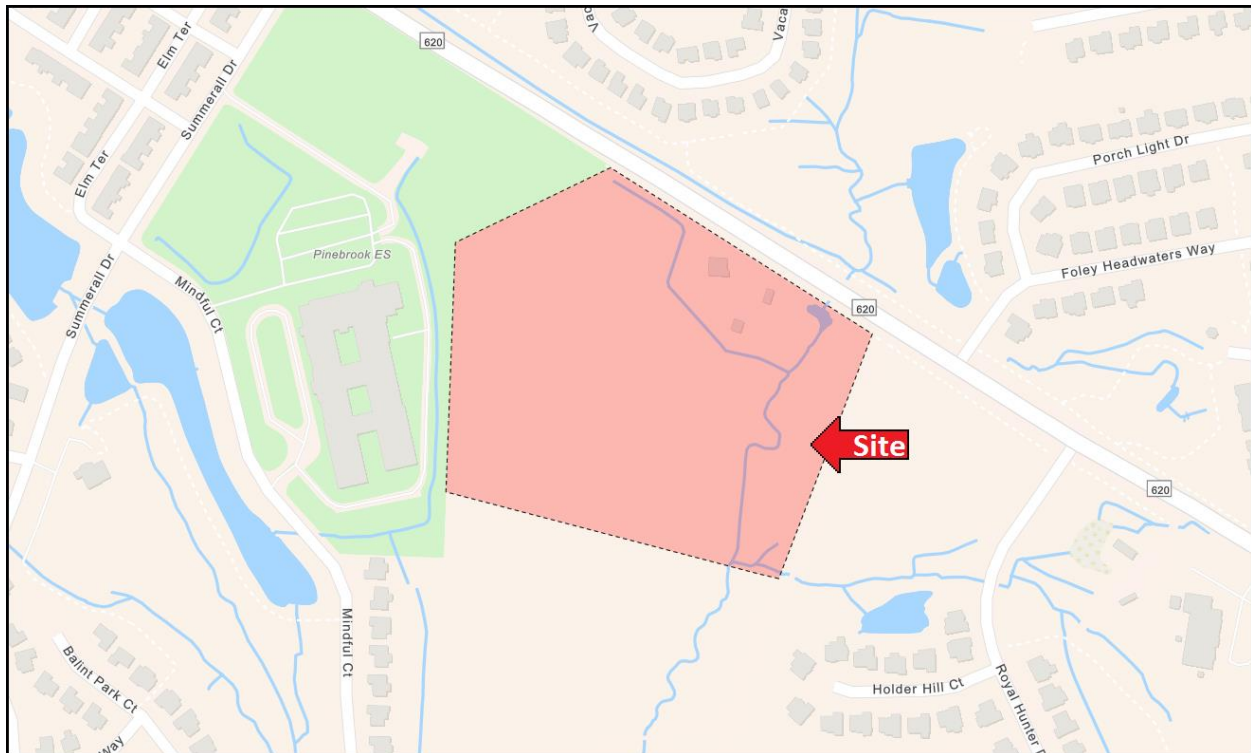 620
Elm Ter
Summerall Dr
Elm Ter
Summerall Dr
Mindful Ct
Pinebrook ES
Porch Light Dr
Foley Headwaters Way
620
Site
620
Mindful Ct
Balint Park Ct
Way
Holder Hill Ct
Royal Hunter